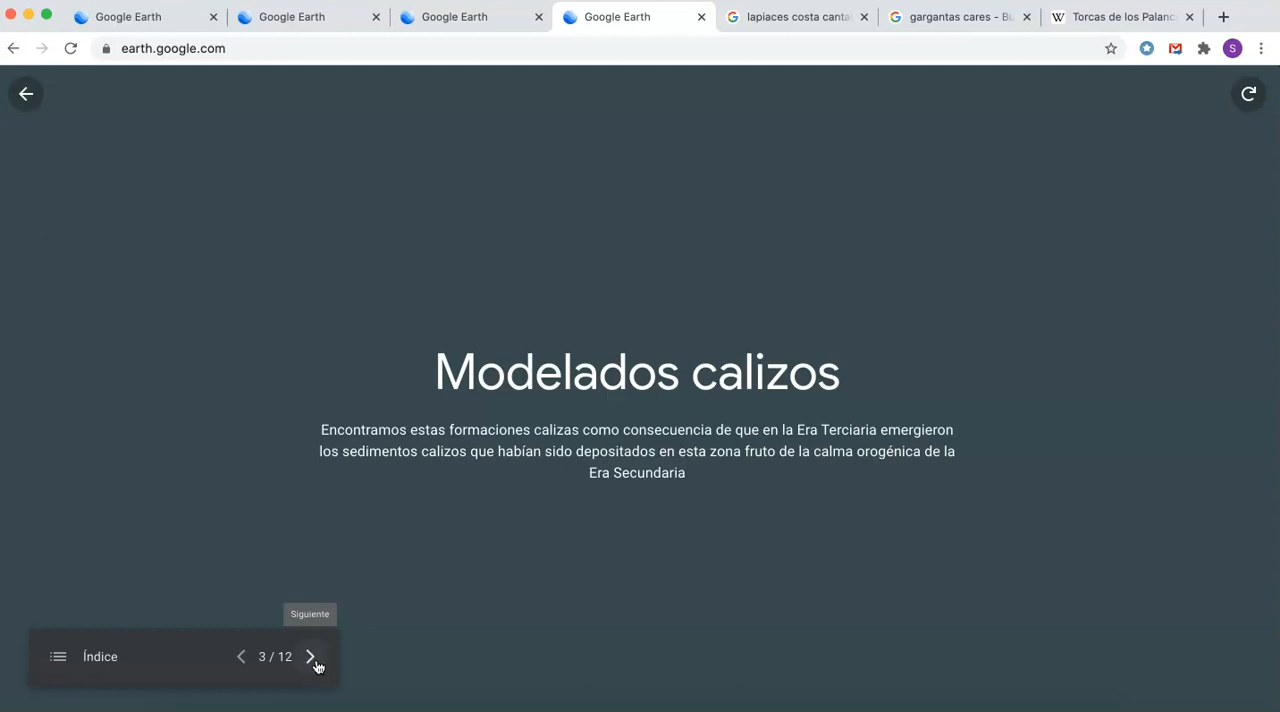 Google Earth
Google Earth
Google Earth
Google Earth
lapiaces costa canta
gargantas cares - Bu
Torcas de los Palanc
earth.google.com
S
Modelados calizos
Encontramos estas formaciones calizas como consecuencia de que en la Era Terciaria emergieron
los sedimentos calizos que habían sido depositados en esta zona fruto de la calma orogénica de la
Era Secundaria
Siguiente
Índice
3 / 12